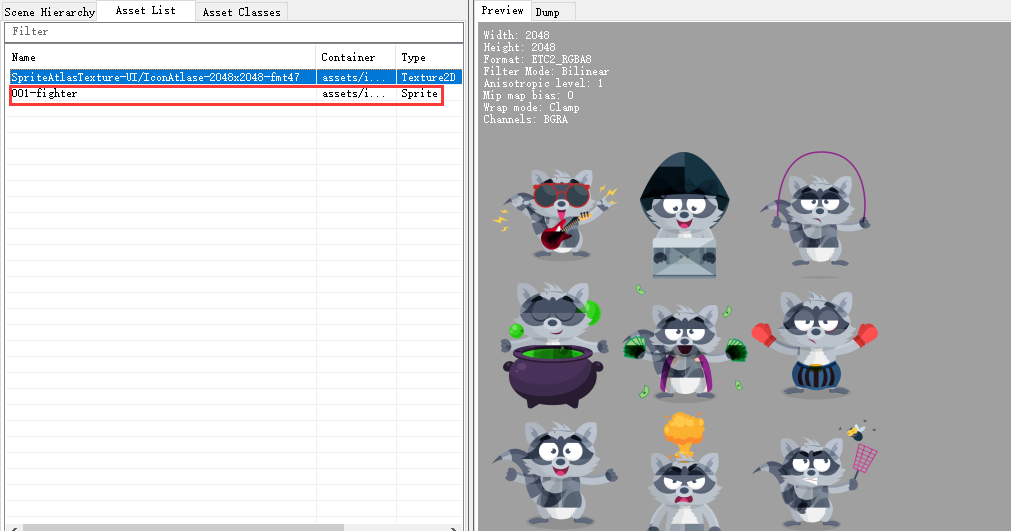 Scene Hierarchy Asset List Asset Classes
Filter
Name Container Type
SpriteAtlasTexture-UI/IconAtlase-2048x2048-fmt47 assets/i... Texture2D
001-fighter assets/i... Sprite
Preview Dump
Width: 2048
Height: 2048
Format: ETC2_RGBA8
Filter Mode: Bilinear
Anisotropic level: 1
Mip map bias: 0
Wrap mode: Clamp
Channels: BGRA